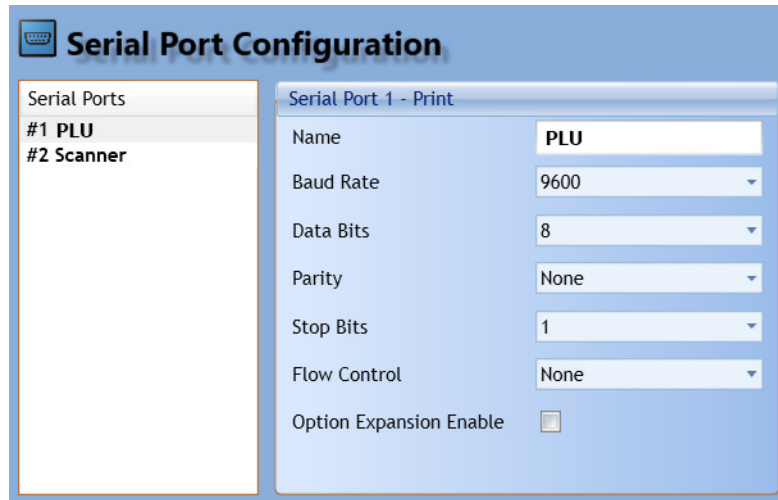 Serial Port Configuration
Serial Ports
#1 PLU
#2 Scanner
Serial Port 1 - Print
Name PLU
Baud Rate 9600
Data Bits 8
Parity None
Stop Bits 1
Flow Control None
Option Expansion Enable